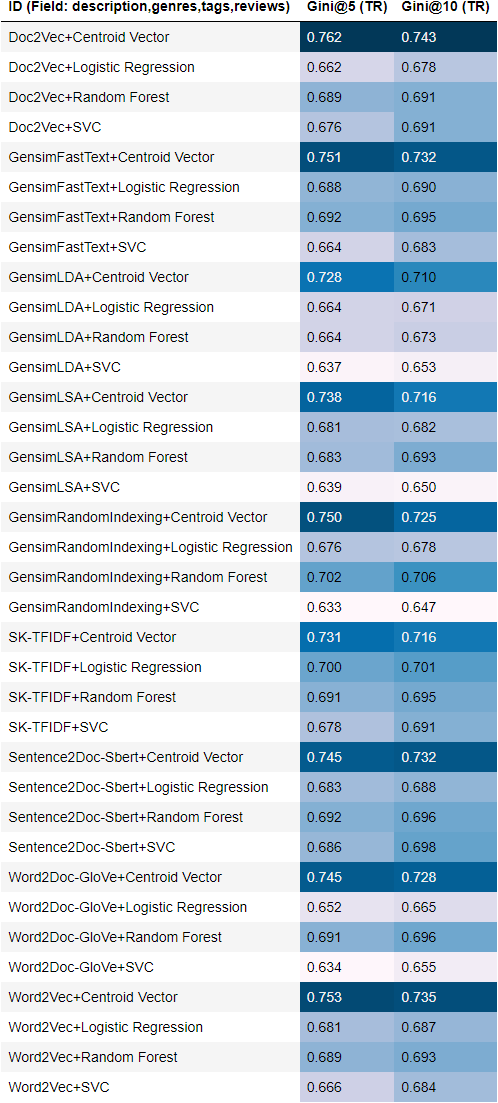 ID (Field: description,genres,tags,reviews) Gini@5 (TR) Gini@10 (TR)
Doc2Vec+Centroid Vector 0.762 0.743
Doc2Vec+Logistic Regression 0.662 0.678
Doc2Vec+Random Forest 0.689 0.691
Doc2Vec+SVC 0.676 0.691
GensimFastText+Centroid Vector 0.751 0.732
GensimFastText+Logistic Regression 0.688 0.690
GensimFastText+Random Forest 0.692 0.695
GensimFastText+SVC 0.664 0.683
GensimLDA+Centroid Vector 0.728 0.710
GensimLDA+Logistic Regression 0.664 0.671
GensimLDA+Random Forest 0.664 0.673
GensimLDA+SVC 0.637 0.653
GensimLSA+Centroid Vector 0.738 0.716
GensimLSA+Logistic Regression 0.681 0.682
GensimLSA+Random Forest 0.683 0.693
GensimLSA+SVC 0.639 0.650
GensimRandomIndexing+Centroid Vector 0.750 0.725
GensimRandomIndexing+Logistic Regression 0.676 0.678
GensimRandomIndexing+Random Forest 0.702 0.706
GensimRandomIndexing+SVC 0.633 0.647
SK-TFIDF+Centroid Vector 0.731 0.716
SK-TFIDF+Logistic Regression 0.700 0.701
SK-TFIDF+Random Forest 0.691 0.695
SK-TFIDF+SVC 0.678 0.691
Sentence2Doc-Sbert+Centroid Vector 0.745 0.732
Sentence2Doc-Sbert+Logistic Regression 0.683 0.688
Sentence2Doc-Sbert+Random Forest 0.692 0.696
Sentence2Doc-Sbert+SVC 0.686 0.698
Word2Doc-GloVe+Centroid Vector 0.745 0.728
Word2Doc-GloVe+Logistic Regression 0.652 0.665
Word2Doc-GloVe+Random Forest 0.691 0.696
Word2Doc-GloVe+SVC 0.634 0.655
Word2Vec+Centroid Vector 0.753 0.735
Word2Vec+Logistic Regression 0.681 0.687
Word2Vec+Random Forest 0.689 0.693
Word2Vec+SVC 0.666 0.684